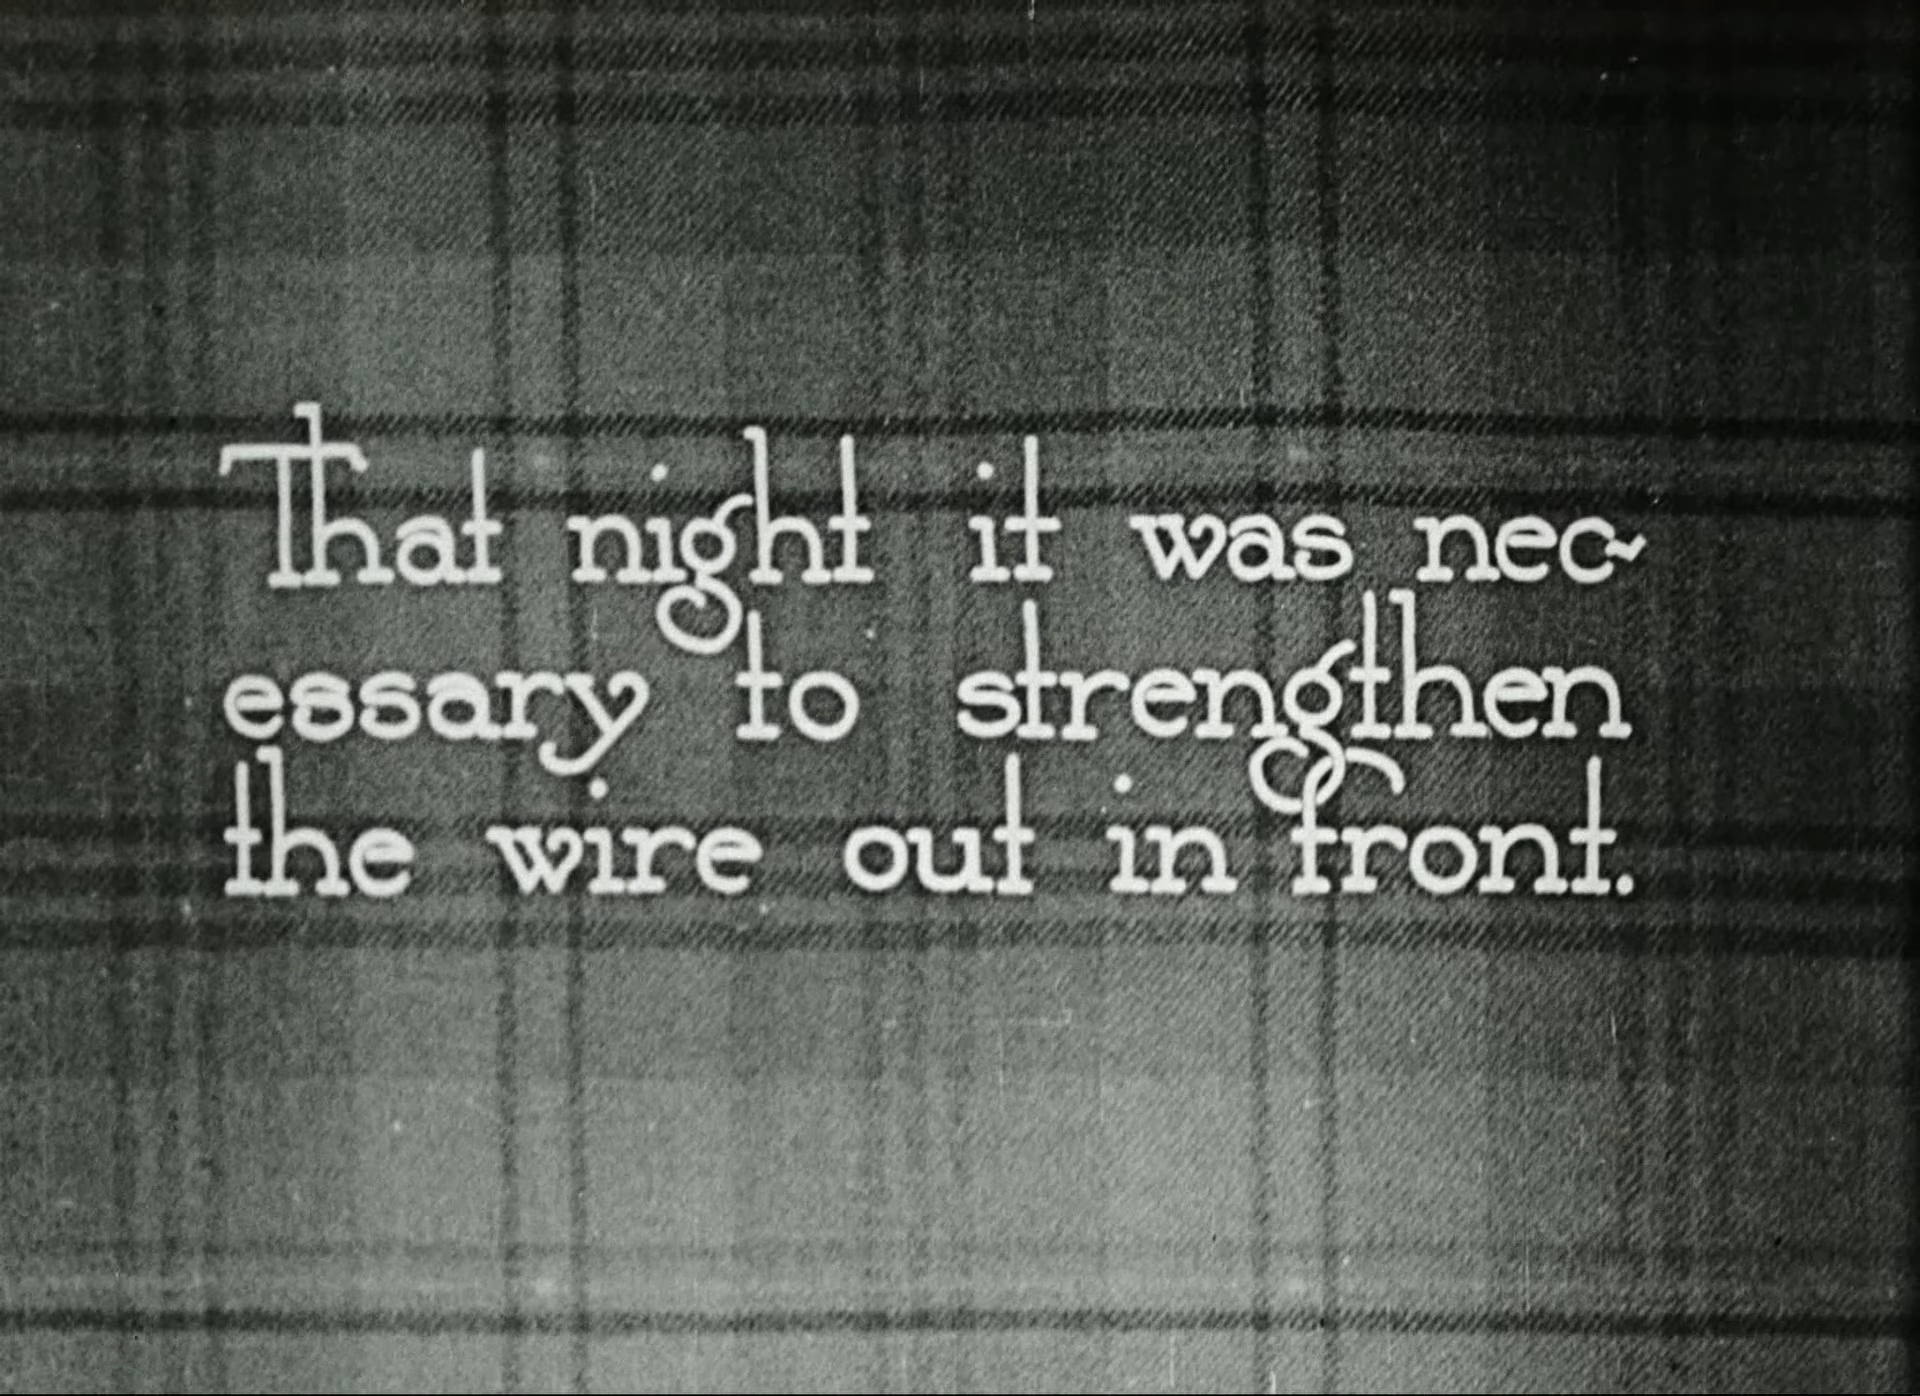 That night it was nec-
essary to strengthen
the wire out in front.